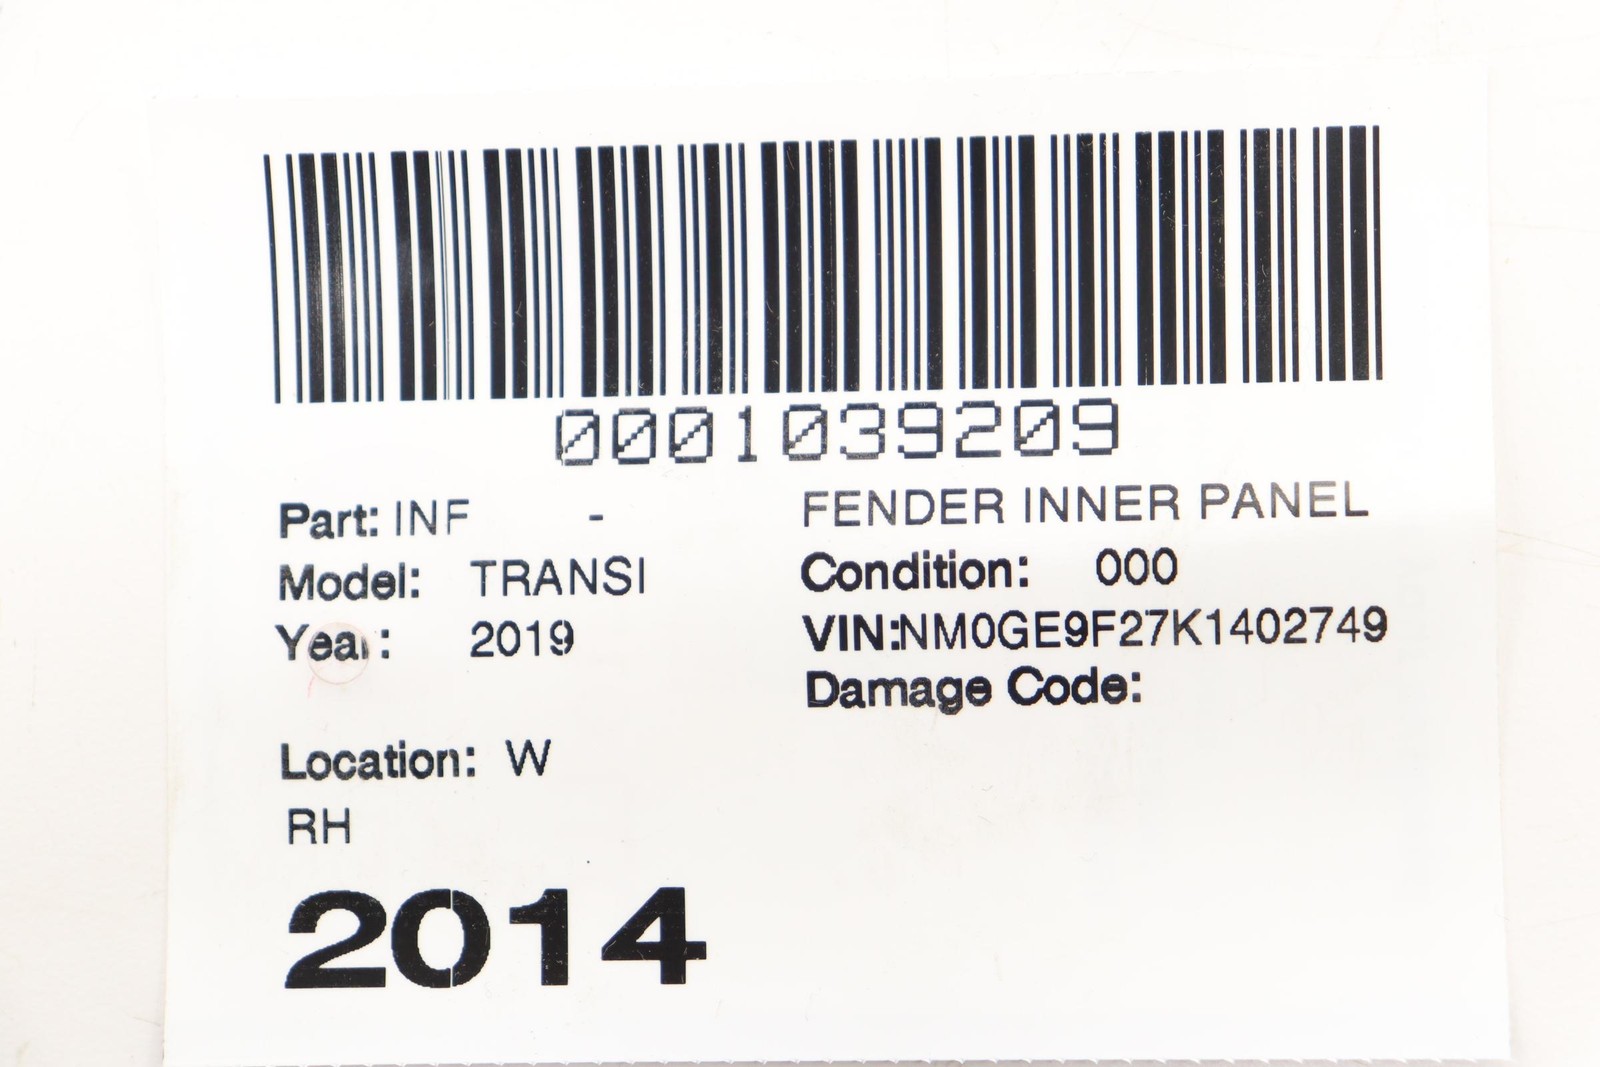 0001039209
Part: INF - FENDER INNER PANEL
Model: TRANSI Condition: 000
Year: 2019 VIN:NM0GE9F27K1402749
Damage Code:
Location: W
RH
2014